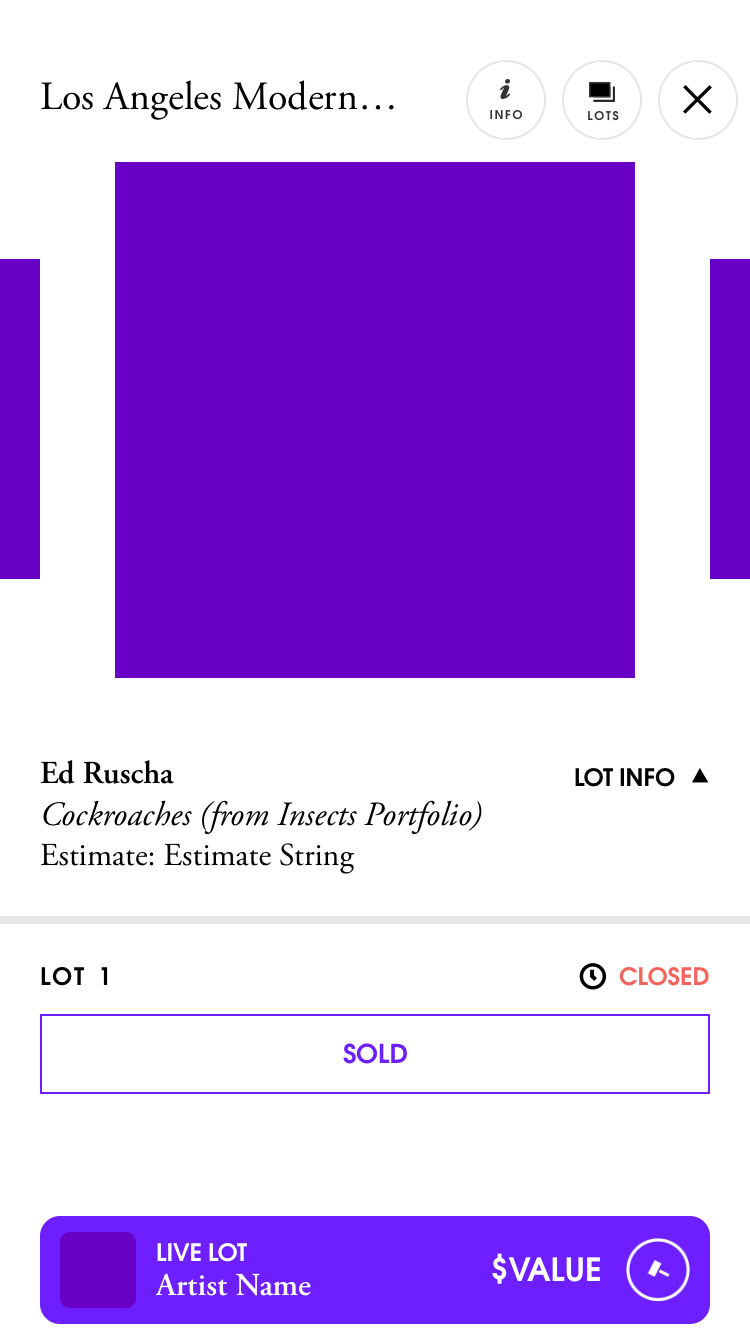 Los Angeles Modern…
INFO
LOTS
Ed Ruscha
LOT INFO
Cockroaches (from Insects Portfolio)
Estimate: Estimate String
LOT 1
CLOSED
SOLD
LIVE LOT
Artist Name
$VALUE